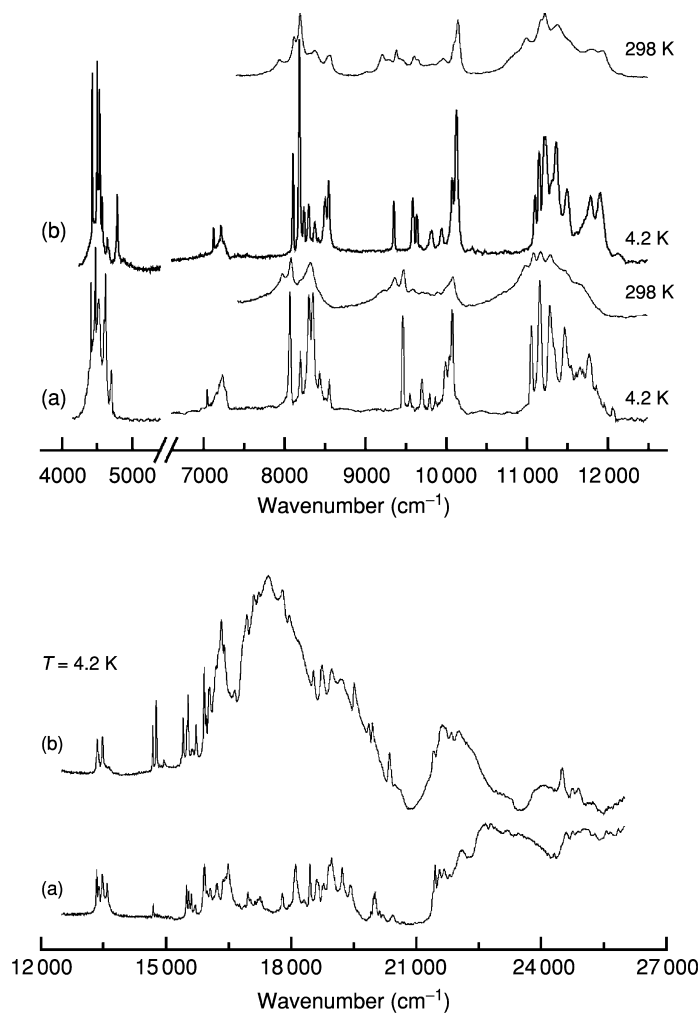 298 K
(b)
4.2 K
298 K
(a)
4.2 K
4000 5000 7000 8000 9000 10 000 11 000 12 000
Wavenumber (cm⁻¹)
T = 4.2 K
(b)
(a)
12 000 15 000 18 000 21 000 24 000 27 000
Wavenumber (cm⁻¹)